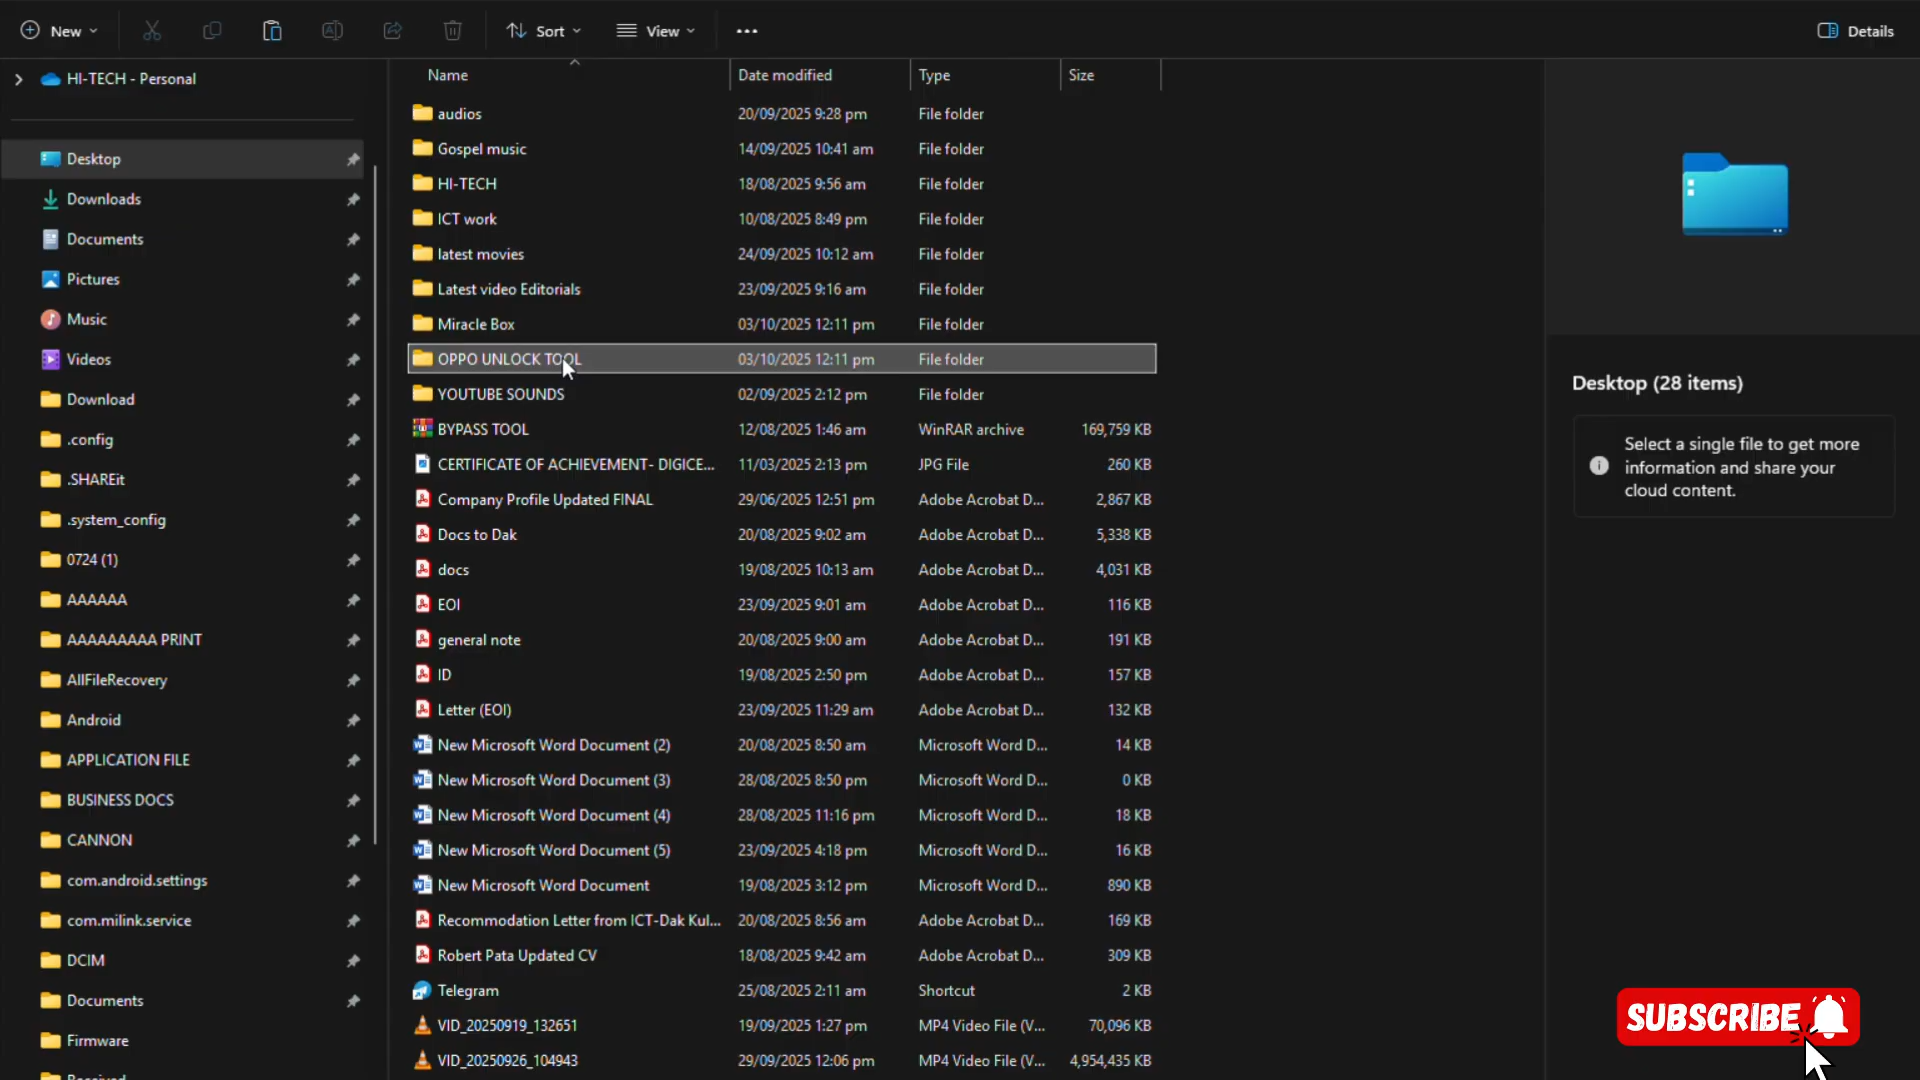 New
Sort
View
Details
HI-TECH - Personal
Desktop
Downloads
Documents
Pictures
Music
Videos
Download
.config
.SHAREit
.system_config
0724 (1)
AAAAAA
AAAAAAAAA PRINT
AllFileRecovery
Android
APPLICATION FILE
BUSINESS DOCS
CANNON
com.android.settings
com.milink.service
DCIM
Documents
Firmware
Name Date modified Type Size
audios 20/09/2025 9:28 pm File folder
Gospel music 14/09/2025 10:41 am File folder
HI-TECH 18/08/2025 9:56 am File folder
ICT work 10/08/2025 8:49 pm File folder
latest movies 24/09/2025 10:12 am File folder
Latest video Editorials 23/09/2025 9:16 am File folder
Miracle Box 03/10/2025 12:11 pm File folder
OPPO UNLOCK TOOL 03/10/2025 12:11 pm File folder
YOUTUBE SOUNDS 02/09/2025 2:12 pm File folder
BYPASS TOOL 12/08/2025 1:46 am WinRAR archive 169,759 KB
CERTIFICATE OF ACHIEVEMENT- DIGICE... 11/03/2025 2:13 pm JPG File 260 KB
Company Profile Updated FINAL 29/06/2025 12:51 pm Adobe Acrobat D... 2,867 KB
Docs to Dak 20/08/2025 9:02 am Adobe Acrobat D... 5,338 KB
docs 19/08/2025 10:13 am Adobe Acrobat D... 4,031 KB
EOI 23/09/2025 9:01 am Adobe Acrobat D... 116 KB
general note 20/08/2025 9:00 am Adobe Acrobat D... 191 KB
ID 19/08/2025 2:50 pm Adobe Acrobat D... 157 KB
Letter (EOI) 23/09/2025 11:29 am Adobe Acrobat D... 132 KB
New Microsoft Word Document (2) 20/08/2025 8:50 am Microsoft Word D... 14 KB
New Microsoft Word Document (3) 28/08/2025 8:50 pm Microsoft Word D... 0 KB
New Microsoft Word Document (4) 28/08/2025 11:16 pm Microsoft Word D... 18 KB
New Microsoft Word Document (5) 23/09/2025 4:18 pm Microsoft Word D... 16 KB
New Microsoft Word Document 19/08/2025 3:12 pm Microsoft Word D... 890 KB
Recommodation Letter from ICT-Dak Kul... 20/08/2025 8:56 am Adobe Acrobat D... 169 KB
Robert Pata Updated CV 18/08/2025 9:42 am Adobe Acrobat D... 309 KB
Telegram 25/08/2025 2:11 am Shortcut 2 KB
VID_20250919_132651 19/09/2025 1:27 pm MP4 Video File (V... 70,096 KB
VID_20250926_104943 29/09/2025 12:06 pm MP4 Video File (V... 4,954,435 KB
Desktop (28 items)
Select a single file to get more
information and share your
cloud content.
SUBSCRIBE